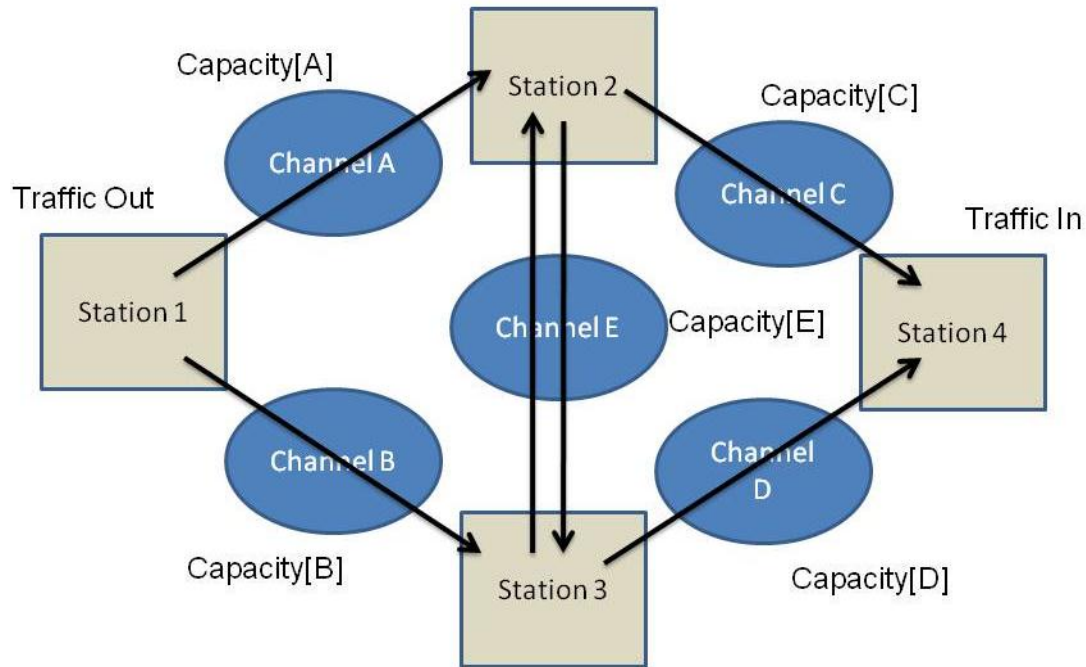 Capacity[A]
Station 2
Capacity[C]
Channel A
Channel C
Traffic Out
Traffic In
Station 1
Channel E
Capacity[E]
Station 4
Channel B
Channel
D
Capacity[B]
Station 3
Capacity[D]